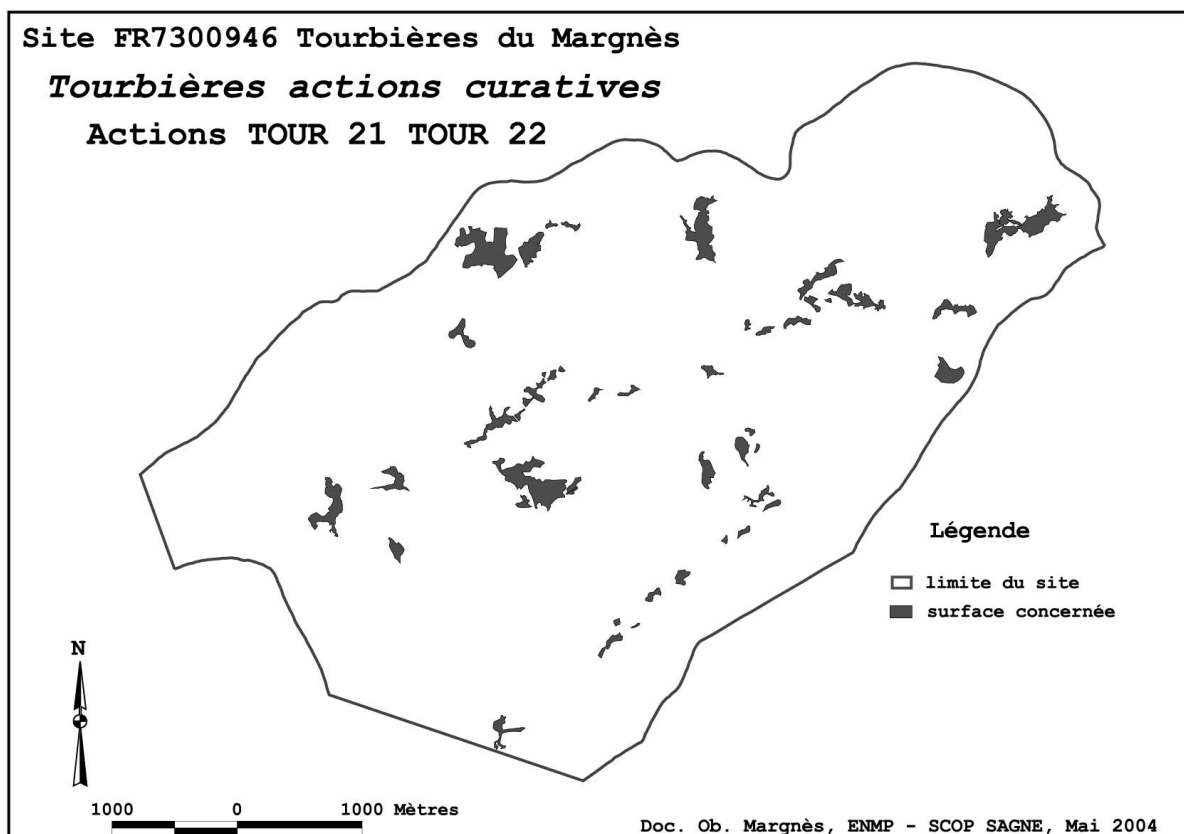 Site FR7300946 Tourbières du Margnès
Tourbières actions curatives
Actions TOUR 21 TOUR 22
Légende
limite du site
surface concernée
N
1000 0 1000 Mètres
Doc. Ob. Margnès, ENMP - SCOP SAGNE, Mai 2004